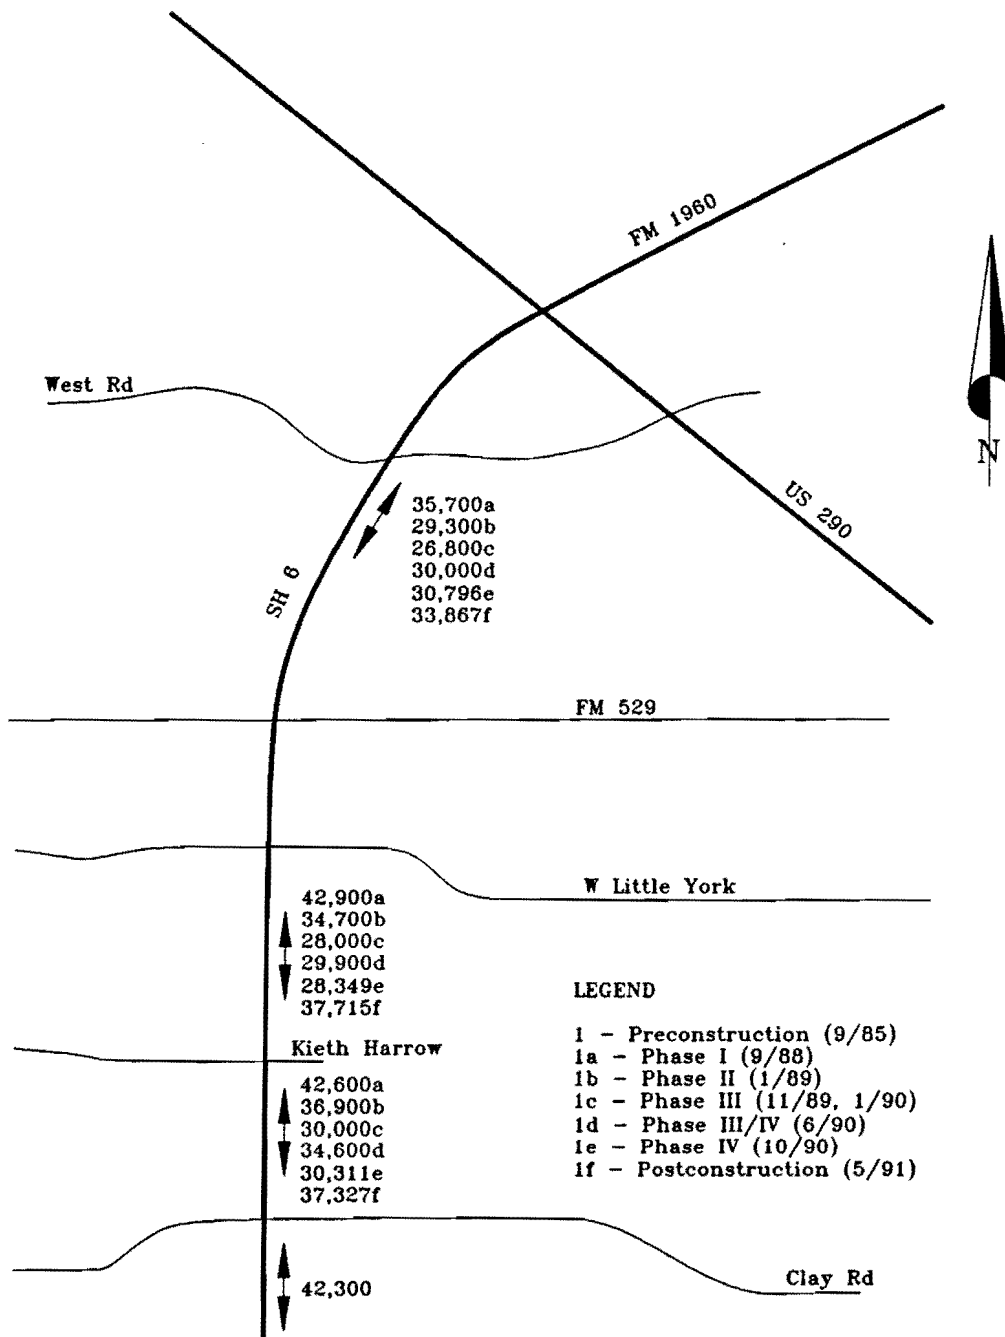 FM 1960
West Rd
N
35,700a
29,300b
26,800c
30,000d
30,796e
33,867f
US 290
SH 6
FM 529
W Little York
42,900a
34,700b
28,000c
29,900d
28,349e
37,715f
Kieth Harrow
42,600a
36,900b
30,000c
34,600d
30,311e
37,327f
LEGEND
1 - Preconstruction (9/85)
1a - Phase I (9/88)
1b - Phase II (1/89)
1c - Phase III (11/89, 1/90)
1d - Phase III/IV (6/90)
1e - Phase IV (10/90)
1f - Postconstruction (5/91)
42,300
Clay Rd